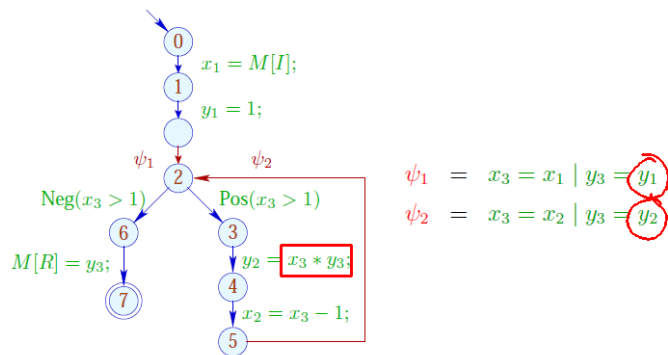 0
x₁ = M[I];
1
y₁ = 1;
ψ₁ ψ₂
2
Neg(x₃ > 1) Pos(x₃ > 1)
6 3
M[R] = y₃; y₂ = x₃ * y₃;
7 4
x₂ = x₃ − 1;
5
ψ₁ = x₃ = x₁ | y₃ = y₁
ψ₂ = x₃ = x₂ | y₃ = y₂